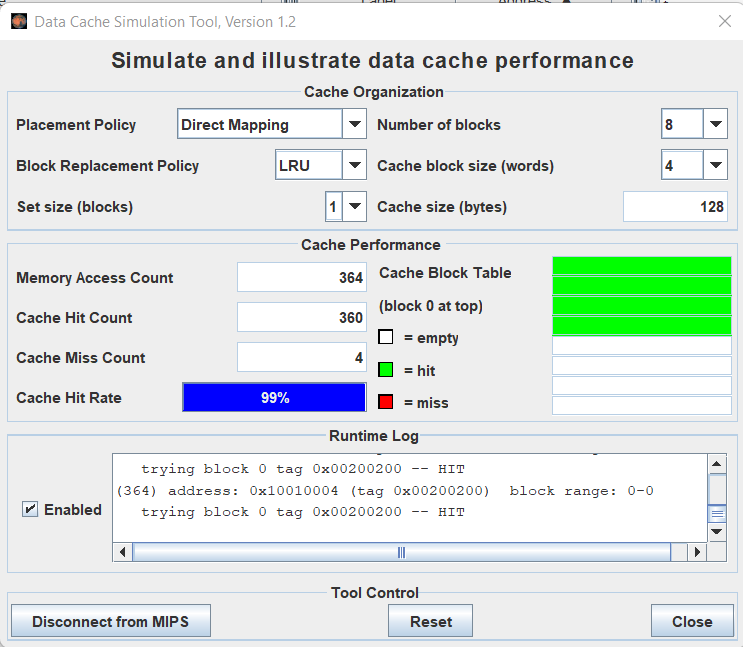 Data Cache Simulation Tool, Version 1.2
Simulate and illustrate data cache performance
Cache Organization
Placement Policy Direct Mapping Number of blocks 8
Block Replacement Policy LRU Cache block size (words) 4
Set size (blocks) 1 Cache size (bytes) 128
Cache Performance
Memory Access Count 364 Cache Block Table
(block 0 at top)
Cache Hit Count 360
= empty
Cache Miss Count 4
= hit
Cache Hit Rate 99%
= miss
Runtime Log
trying block 0 tag 0x00200200 -- HIT
(364) address: 0x10010004 (tag 0x00200200) block range: 0-0
trying block 0 tag 0x00200200 -- HIT
Enabled
Tool Control
Disconnect from MIPS Reset Close